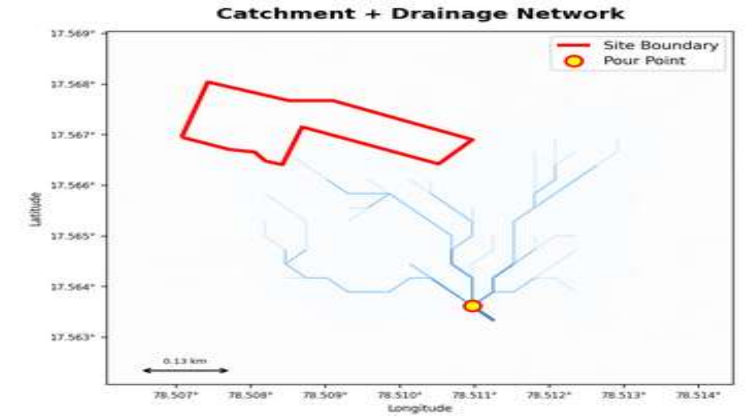 Catchment + Drainage Network
Site Boundary
Pour Point
17.569°
17.568°
17.567°
17.566°
17.565°
17.564°
17.563°
Latitude
0.13 km
78.507° 78.508° 78.509° 78.510° 78.511° 78.512° 78.513° 78.514°
Longitude